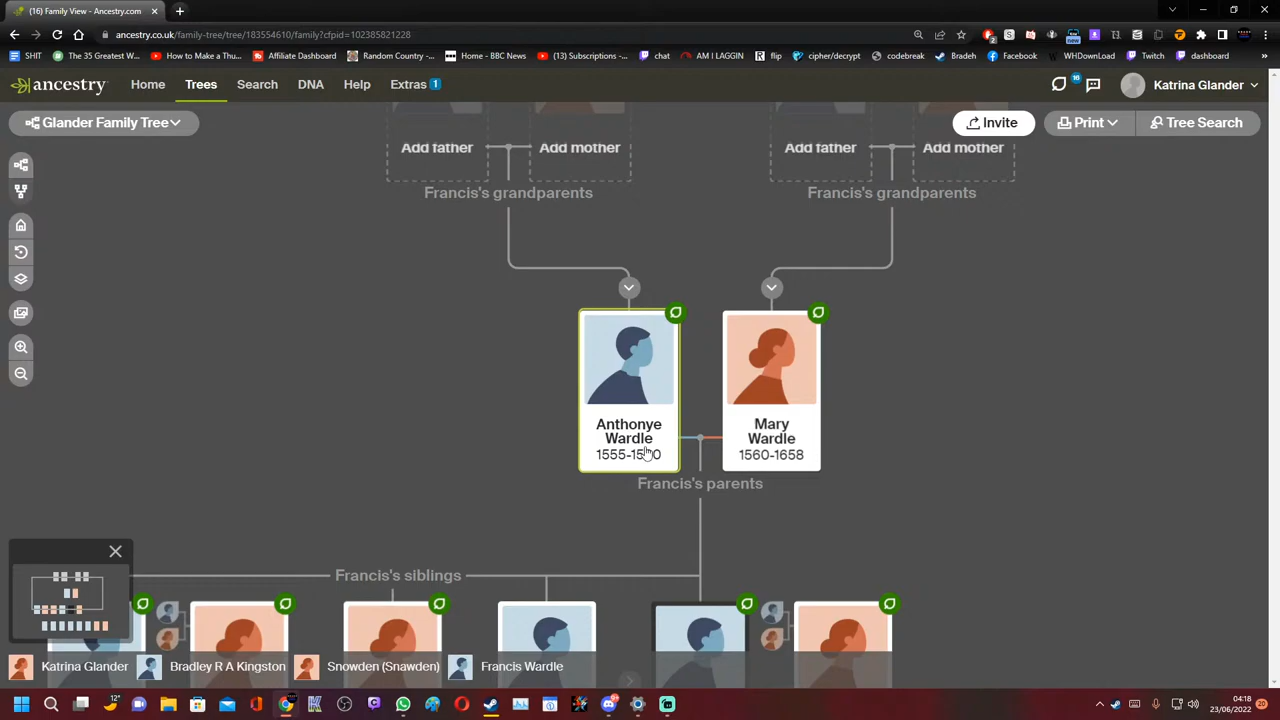 (16) Family View - Ancestry.com
ancestry.co.uk/family-tree/tree/183554610/family?cfpid=102385821228
SHIT
The 35 Greatest W...
How to Make a Thu...
Affiliate Dashboard
Random Country -...
Home - BBC News
(13) Subscriptions -...
chat
AM I LAGGIN
flip
cipher/decrypt
codebreak
Bradeh
Facebook
WHDownLoad
Twitch
dashboard
ancestry
Home
Trees
Search
DNA
Help
Extras 1
16
Katrina Glander
Glander Family Tree
Invite
Print
Tree Search
Add father
Add mother
Add father
Add mother
Francis's grandparents
Francis's grandparents
Anthonye
Wardle
Mary
Wardle
1560-1658
Francis's parents
Francis's siblings
Katrina Glander
Bradley R A Kingston
Snowden (Snawden)
Francis Wardle
12°
04:18
23/06/2022